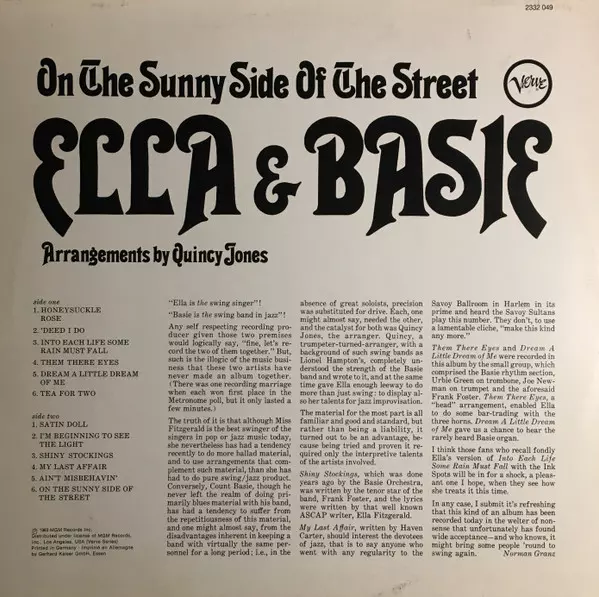 2332 049
On The Sunny Side Of The Street
Verve
ELLA & BASIE
Arrangements by Quincy Jones
side one
1. HONEYSUCKLE
ROSE
2. 'DEED I DO
3. INTO EACH LIFE SOME
RAIN MUST FALL
4. THEM THERE EYES
5. DREAM A LITTLE DREAM
OF ME
6. TEA FOR TWO
side two
1. SATIN DOLL
2. I'M BEGINNING TO SEE
THE LIGHT
3. SHINY STOCKINGS
4. MY LAST AFFAIR
5. AIN'T MISBEHAVIN'
6. ON THE SUNNY SIDE OF
THE STREET
℗ 1963 MGM Records Inc.
Distributed under license of MGM Records,
Inc., Los Angeles, USA (Verve Series)
Printed in Germany · Imprimé en Allemagne
by Gerhard Kaiser GmbH, Essen
"Ella is the swing singer"!
"Basie is the swing band in jazz"!
Any self respecting recording pro-
ducer given those two premises
would logically say, "fine, let's re-
cord the two of them together." But,
such is the illogic of the music busi-
ness that these two artists have
never made an album together.
(There was one recording marriage
when each won first place in the
Metronome poll, but it only lasted a
few minutes.)
The truth of it is that although Miss
Fitzgerald is the best swinger of the
singers in pop or jazz music today,
she nevertheless has had a tendency
recently to do more ballad material,
and to use arrangements that com-
plement such material, than she has
had to do pure swing/jazz product.
Conversely, Count Basie, though he
never left the realm of doing pri-
marily blues material with his band,
has had a tendency to suffer from
the repetitiousness of this material,
and one might almost say, from the
disadvantages inherent in keeping a
band with virtually the same per-
sonnel for a long period; i.e., in the
absence of great soloists, precision
was substituted for drive. Each, one
might almost say, needed the other,
and the catalyst for both was Quincy
Jones, the arranger. Quincy, a
trumpeter-turned-arranger, with a
background of such swing bands as
Lionel Hampton's, completely un-
derstood the strength of the Basie
band and wrote to it, and at the same
time gave Ella enough leeway to do
more than just swing: to display al-
so her talents for jazz improvisation.
The material for the most part is all
familiar and good and standard, but
rather than being a liability, it
turned out to be an advantage, be-
cause being tried and proven it re-
quired only the interpretive talents
of the artists involved.
Shiny Stockings, which was done
years ago by the Basie Orchestra,
was written by the tenor star of the
band, Frank Foster, and the lyrics
were written by that well known
ASCAP writer, Ella Fitzgerald.
My Last Affair, written by Haven
Carter, should interest the devotees
of jazz, that is to say anyone who
went with any regularity to the
Savoy Ballroom in Harlem in its
prime and heard the Savoy Sultans
play this number. They don't, to use
a lamentable cliche, "make this kind
any more."
Them There Eyes and Dream A
Little Dream of Me were recorded in
this album by the small group, which
comprised the Basie rhythm section,
Urbie Green on trombone, Joe New-
man on trumpet and the aforesaid
Frank Foster. Them There Eyes, a
"head" arrangement, enabled Ella
to do some bar-trading with the
three horns. Dream A Little Dream
of Me gave us a chance to hear the
rarely heard Basie organ.
I think those fans who recall fondly
Ella's version of Into Each Life
Some Rain Must Fall with the Ink
Spots will be in for a shock, a pleas-
ant one I hope, when they see how
she treats it this time.
In any case, I submit it's refreshing
that this kind of an album has been
recorded today in the welter of non-
sense that unfortunately has found
wide acceptance—and who knows, it
might bring some people 'round to
swing again. Norman Granz